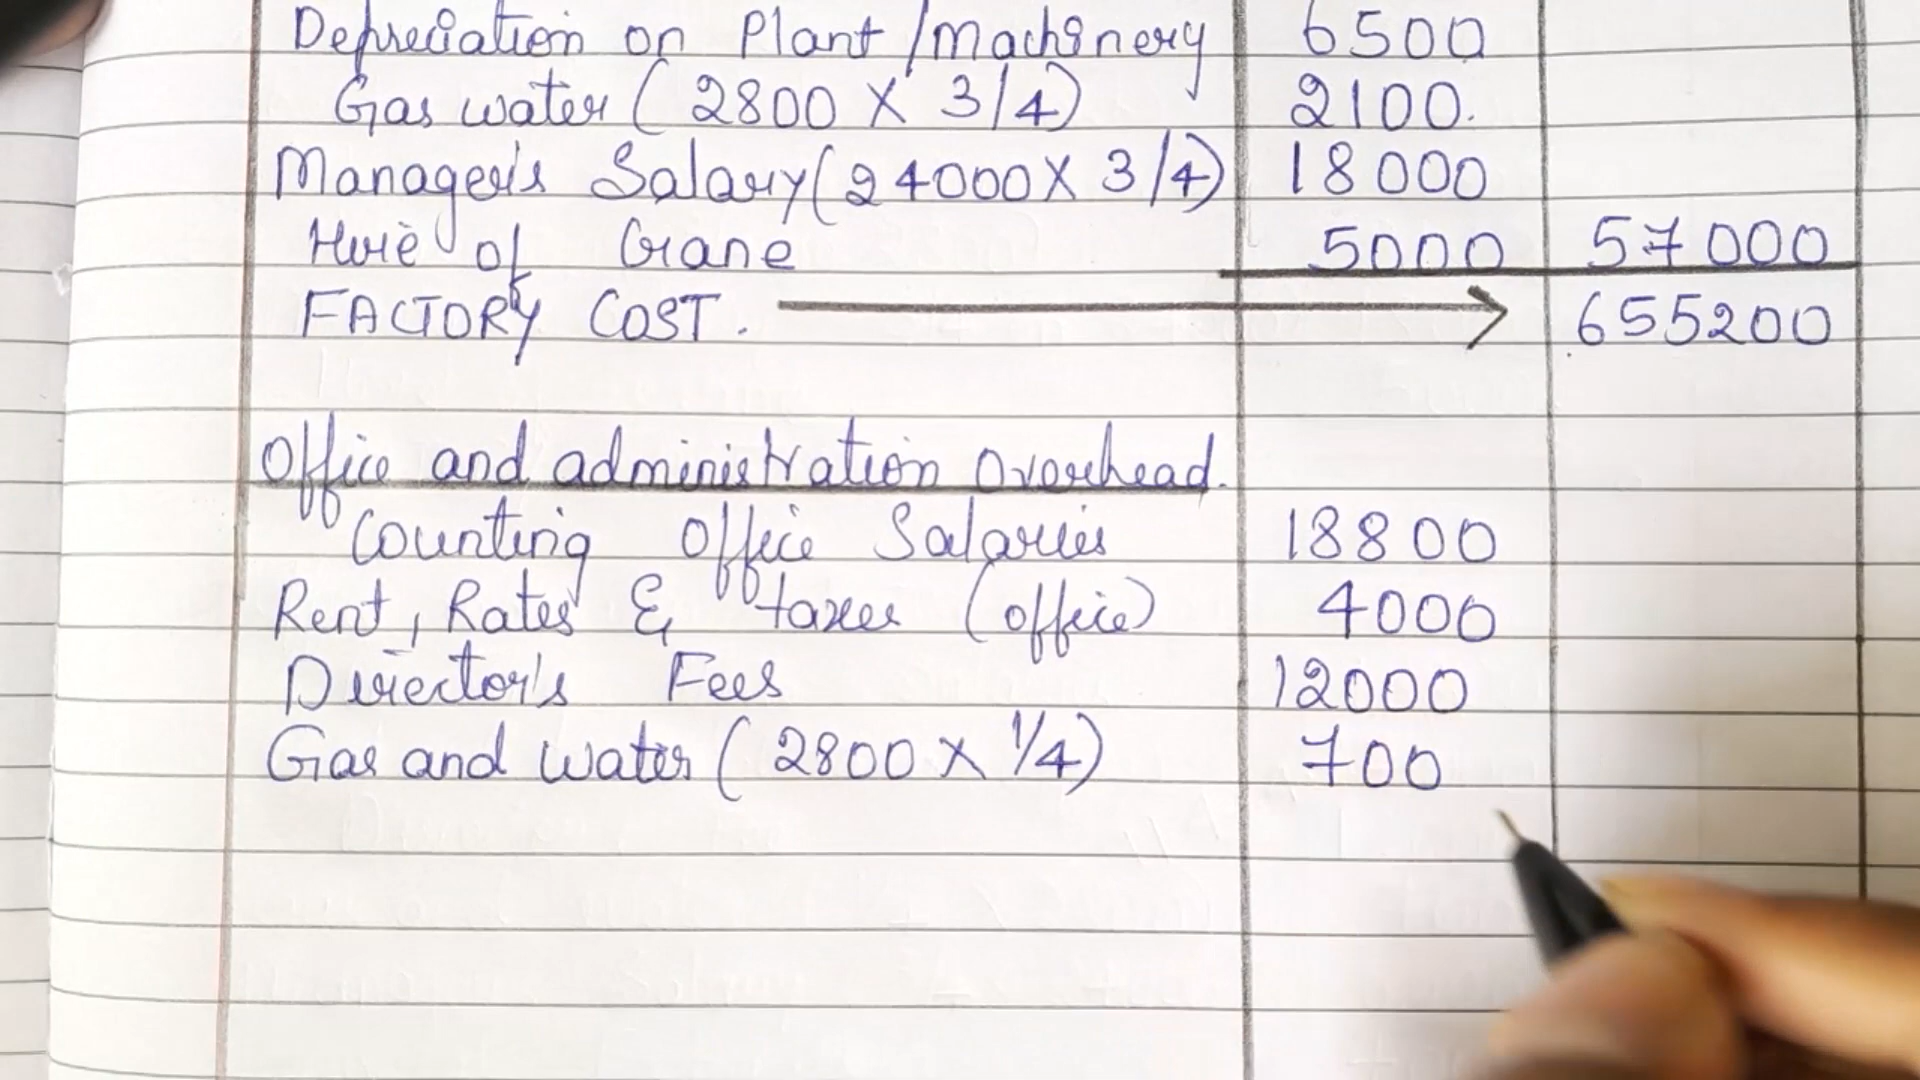 Depreciation on Plant/Machinery 6500
Gas water (2800 X 3/4) 2100.
Manager's Salary (24000 X 3/4) 18000
Hire of Crane 5000 57000
FACTORY COST. → 655200
Office and administration Overhead.
Counting Office Salaries 18800
Rent, Rates & taxes (office) 4000
Director's Fees 12000
Gas and water (2800 X 1/4) 700